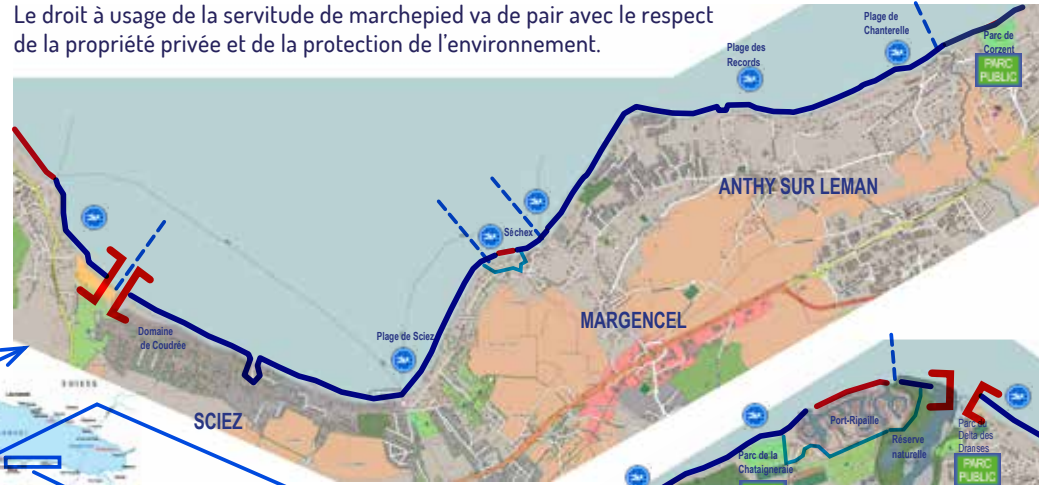 Le droit à usage de la servitude de marchepied va de pair avec le respect
de la propriété privée et de la protection de l'environnement.
Plage de
Chanterelle
Parc de
Corzent
PARC
PUBLIC
Plage des
Records
ANTHY SUR LEMAN
Séchex
MARGENCEL
Domaine
de Coudrée
Plage de Sciez
SCIEZ
SUISSE
Port-Ripaille
Réserve
naturelle
Parc du
Delta des
Dranses
PARC
PUBLIC
Parc de la
Chataigneraie